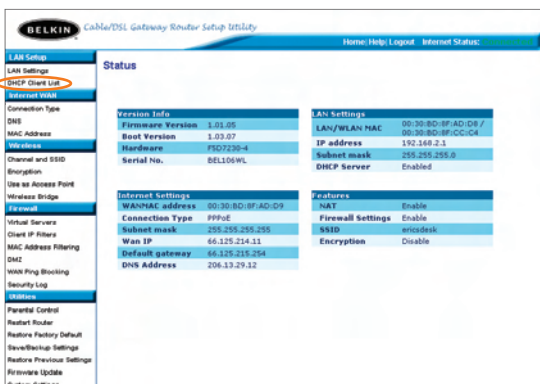 BELKIN Cable/DSL Gateway Router Setup Utility
Home| Help| Logout Internet Status:
LAN Setup
LAN Settings
DHCP Client List
Internet WAN
Connection Type
DNS
MAC Address
Wireless
Channel and SSID
Encryption
Use as Access Point
Wireless Bridge
Firewall
Virtual Servers
Client IP Filters
MAC Address Filtering
DMZ
WAN Ping Blocking
Security Log
Utilities
Parental Control
Restart Router
Restore Factory Default
Save/Backup Settings
Restore Previous Settings
Firmware Update
System Settings
Status
Version Info
Firmware Version 1.01.05
Boot Version 1.03.07
Hardware F5D7230-4
Serial No. BEL106WL
LAN Settings
LAN/WLAN MAC 00:30:BD:8F:AD:D8 /
00:30:BD:8F:CC:C4
IP address 192.168.2.1
Subnet mask 255.255.255.0
DHCP Server Enabled
Internet Settings
WANMAC address 00:30:BD:8F:AD:D9
Connection Type PPPoE
Subnet mask 255.255.255.255
Wan IP 66.125.214.11
Default gateway 66.125.215.254
DNS Address 206.13.29.12
Features
NAT Enable
Firewall Settings Enable
SSID ericsdesk
Encryption Disable